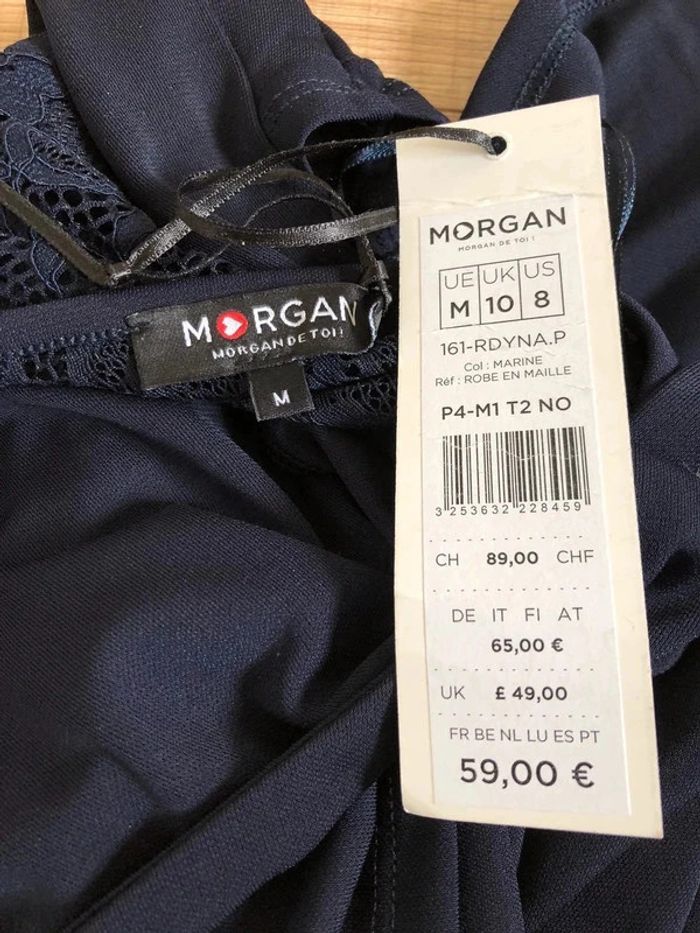 MORGAN
MORGAN DE TOI !
M
MORGAN
MORGAN DE TOI !
UE UK US
M 10 8
161-RDYNA.P
Col : MARINE
Réf : ROBE EN MAILLE
P4-M1 T2 NO
3 253632 228459
CH 89,00 CHF
DE IT FI AT
65,00 €
UK £ 49,00
FR BE NL LU ES PT
59,00 €